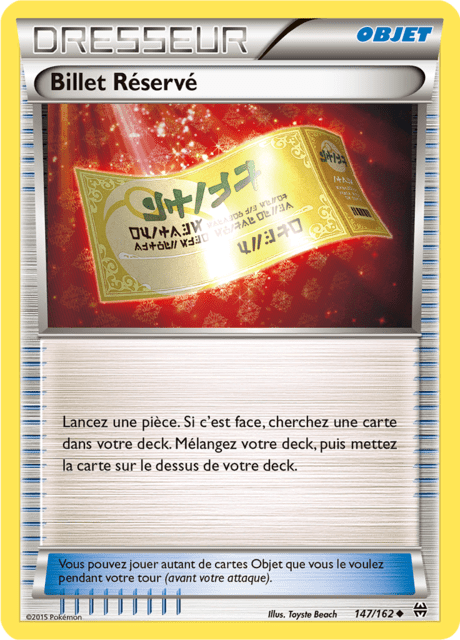 DRESSEUR
OBJET
Billet Réservé
Lancez une pièce. Si c'est face, cherchez une carte
dans votre deck. Mélangez votre deck, puis mettez
la carte sur le dessus de votre deck.
Vous pouvez jouer autant de cartes Objet que vous le voulez
pendant votre tour (avant votre attaque).
©2015 Pokémon
Illus. Toyste Beach
147/162